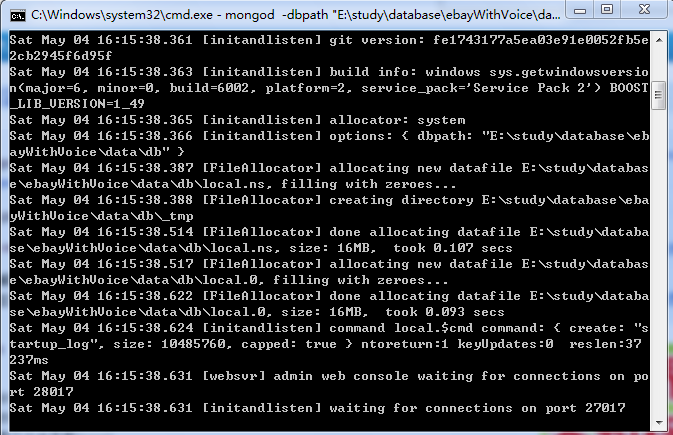 C:\Windows\system32\cmd.exe - mongod  -dbpath "E:\study\database\ebayWithVoice\da...
Sat May 04 16:15:38.361 [initandlisten] git version: fe1743177a5ea03e91e0052fb5e
2cb2945f6d95f
Sat May 04 16:15:38.363 [initandlisten] build info: windows sys.getwindowsversio
n(major=6, minor=0, build=6002, platform=2, service_pack='Service Pack 2') BOOST
_LIB_VERSION=1_49
Sat May 04 16:15:38.365 [initandlisten] allocator: system
Sat May 04 16:15:38.366 [initandlisten] options: { dbpath: "E:\study\database\eb
ayWithVoice\data\db" }
Sat May 04 16:15:38.387 [FileAllocator] allocating new datafile E:\study\databas
e\ebayWithVoice\data\db\local.ns, filling with zeroes...
Sat May 04 16:15:38.388 [FileAllocator] creating directory E:\study\database\eba
yWithVoice\data\db\_tmp
Sat May 04 16:15:38.514 [FileAllocator] done allocating datafile E:\study\databas
e\ebayWithVoice\data\db\local.ns, size: 16MB,  took 0.107 secs
Sat May 04 16:15:38.517 [FileAllocator] allocating new datafile E:\study\databas
e\ebayWithVoice\data\db\local.0, filling with zeroes...
Sat May 04 16:15:38.622 [FileAllocator] done allocating datafile E:\study\databas
e\ebayWithVoice\data\db\local.0, size: 16MB,  took 0.093 secs
Sat May 04 16:15:38.624 [initandlisten] command local.$cmd command: { create: "s
tartup_log", size: 10485760, capped: true } ntoreturn:1 keyUpdates:0  reslen:37
237ms
Sat May 04 16:15:38.631 [websvr] admin web console waiting for connections on po
rt 28017
Sat May 04 16:15:38.631 [initandlisten] waiting for connections on port 27017